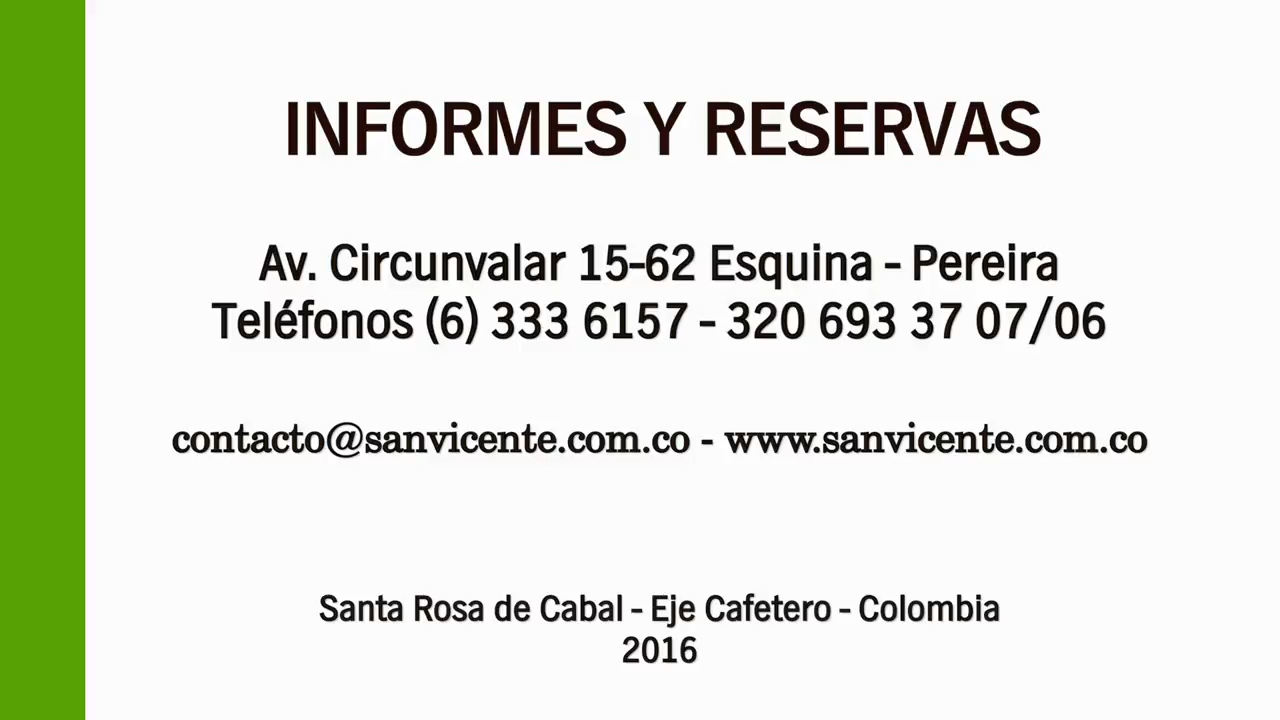 INFORMES Y RESERVAS
Av. Circunvalar 15-62 Esquina - Pereira
Teléfonos (6) 333 6157 - 320 693 37 07/06
contacto@sanvicente.com.co - www.sanvicente.com.co
Santa Rosa de Cabal - Eje Cafetero - Colombia
2016